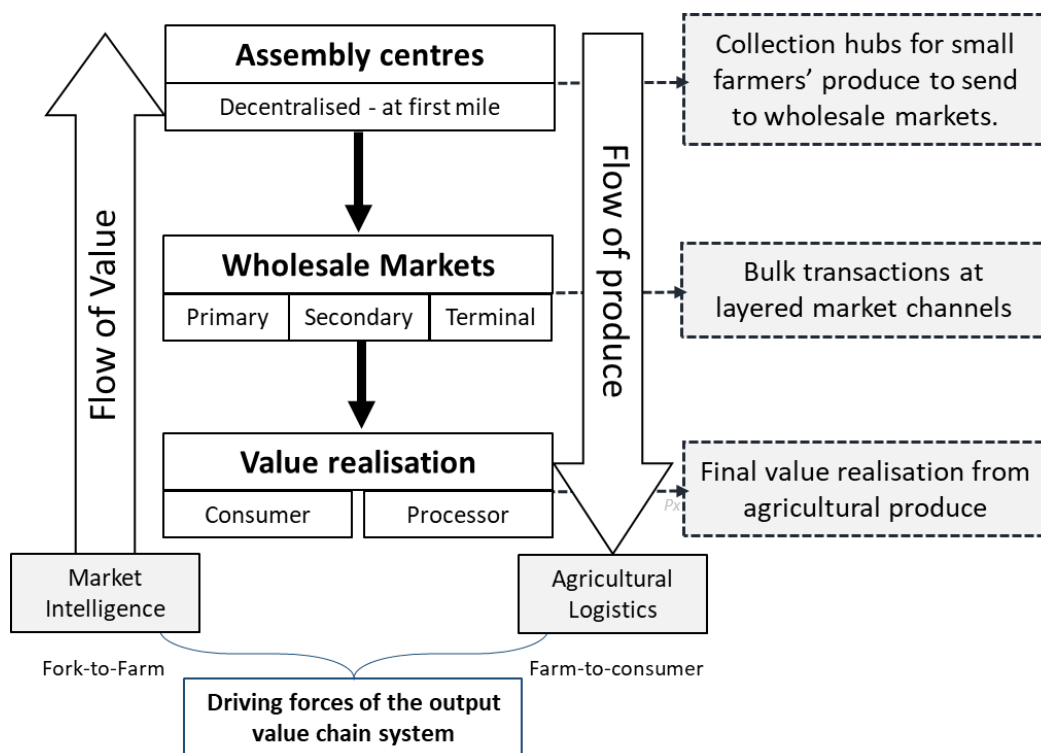 Assembly centres
Decentralised - at first mile
Collection hubs for small
farmers' produce to send
to wholesale markets.
Flow of Value
Flow of produce
Wholesale Markets
Primary
Secondary
Terminal
Bulk transactions at
layered market channels
Value realisation
Consumer
Processor
Final value realisation from
agricultural produce
Px
Market
Intelligence
Agricultural
Logistics
Fork-to-Farm
Farm-to-consumer
Driving forces of the output
value chain system